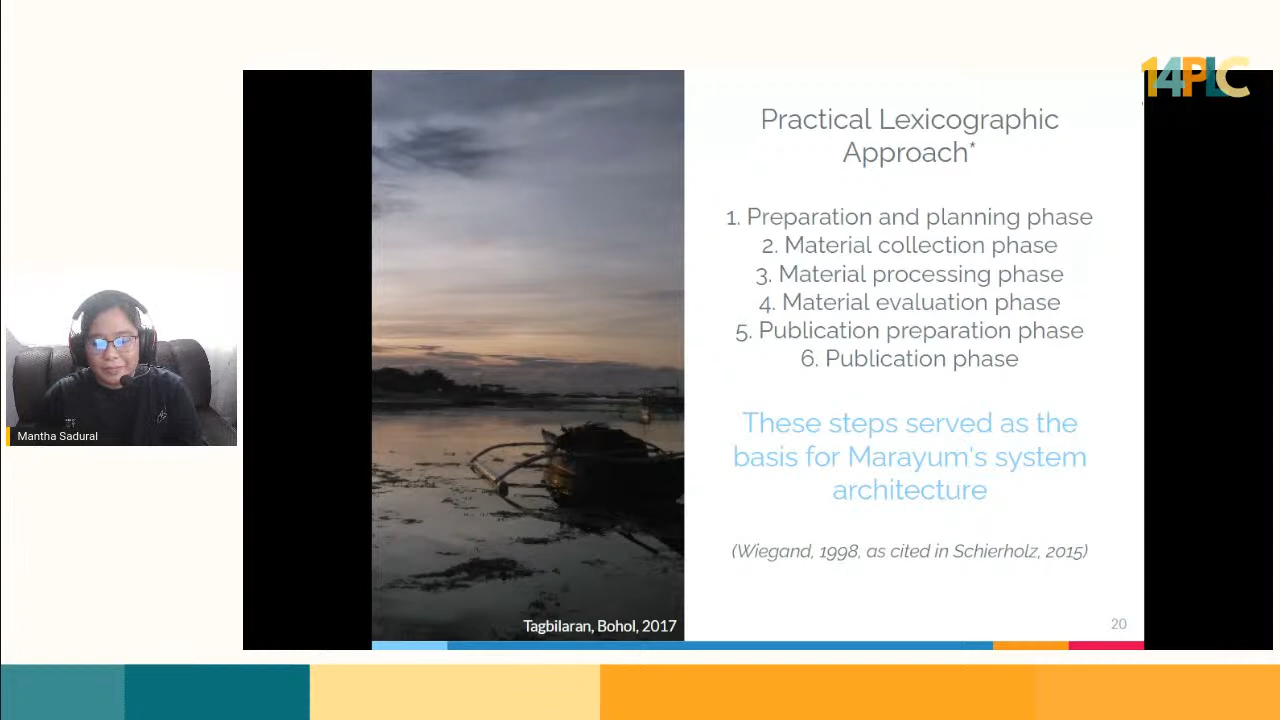 14PLC
Practical Lexicographic
Approach*
1. Preparation and planning phase
2. Material collection phase
3. Material processing phase
4. Material evaluation phase
5. Publication preparation phase
6. Publication phase
These steps served as the
basis for Marayum's system
architecture
(Wiegand, 1998, as cited in Schierholz, 2015)
Tagbilaran, Bohol, 2017
20
Mantha Sadural